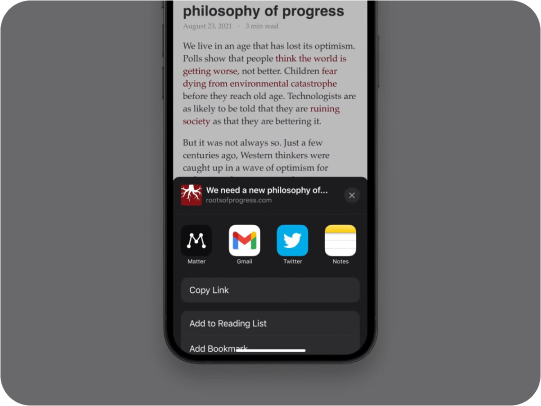 philosophy of progress
August 23, 2021 · 3 min read
We live in an age that has lost its optimism.
Polls show that people think the world is
getting worse, not better. Children fear
dying from environmental catastrophe
before they reach old age. Technologists are
as likely to be told that they are ruining
society as that they are bettering it.
But it was not always so. Just a few
centuries ago, Western thinkers were
caught up in a wave of optimism for
We need a new philosophy of...
rootsofprogress.com
Matter
Gmail
Twitter
Notes
Copy Link
Add to Reading List
Add Bookmark